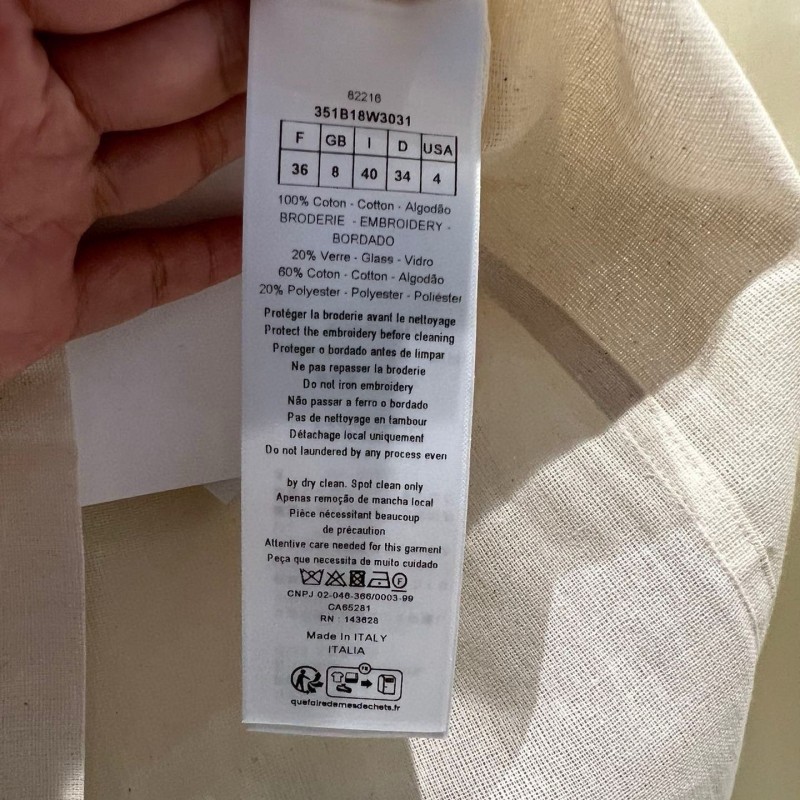 82216
351B18W3031
F GB I D USA
36 8 40 34 4
100% Coton - Cotton - Algodão
BRODERIE - EMBROIDERY -
BORDADO
20% Verre - Glass - Vidro
60% Coton - Cotton - Algodão
20% Polyester - Polyester - Poliéster
Protéger la broderie avant le nettoyage
Protect the embroidery before cleaning
Proteger o bordado antes de limpar
Ne pas repasser la broderie
Do not iron embroidery
Não passar a ferro o bordado
Pas de nettoyage en tambour
Détachage local uniquement
Do not laundered by any process even
by dry clean. Spot clean only
Apenas remoção de mancha local
Pièce nécessitant beaucoup
de précaution
Attentive care needed for this garment
Peça que necessita de muito cuidado
F
CNPJ 02-046-366/0003-99
CA65281
RN : 143628
Made In ITALY
ITALIA
FR
quefairedemesdechets.fr